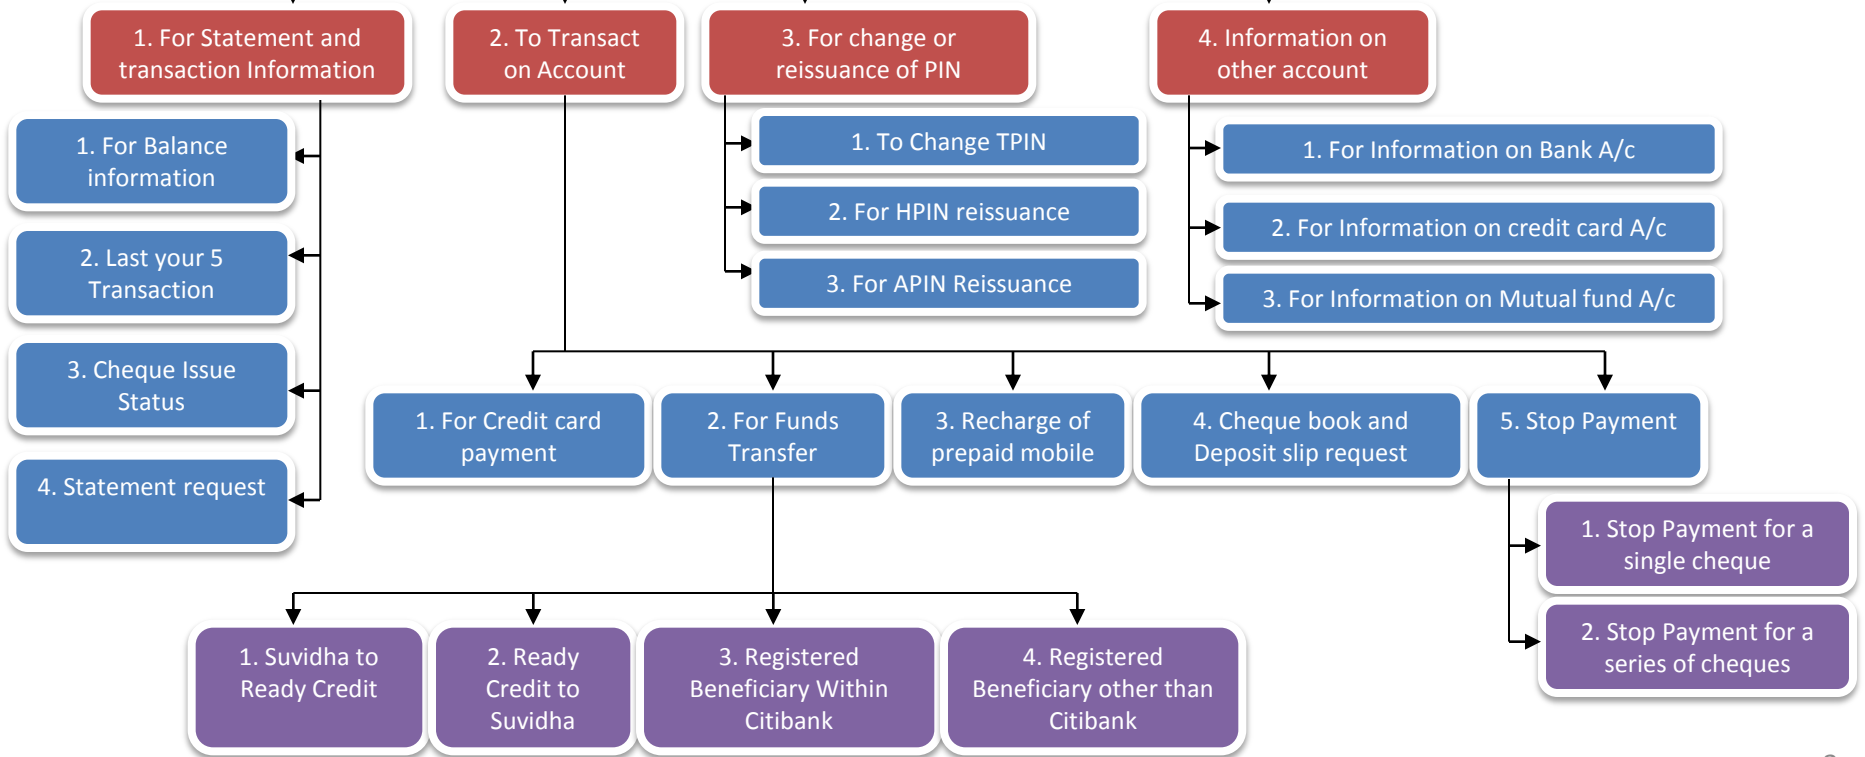 1. For Statement and
transaction Information
2. To Transact
on Account
3. For change or
reissuance of PIN
4. Information on
other account
1. For Balance
information
2. Last your 5
Transaction
3. Cheque Issue
Status
4. Statement request
1. To Change TPIN
2. For HPIN reissuance
3. For APIN Reissuance
1. For Information on Bank A/c
2. For Information on credit card A/c
3. For Information on Mutual fund A/c
1. For Credit card
payment
2. For Funds
Transfer
3. Recharge of
prepaid mobile
4. Cheque book and
Deposit slip request
5. Stop Payment
1. Stop Payment for a
single cheque
2. Stop Payment for a
series of cheques
1. Suvidha to
Ready Credit
2. Ready
Credit to
Suvidha
3. Registered
Beneficiary Within
Citibank
4. Registered
Beneficiary other than
Citibank